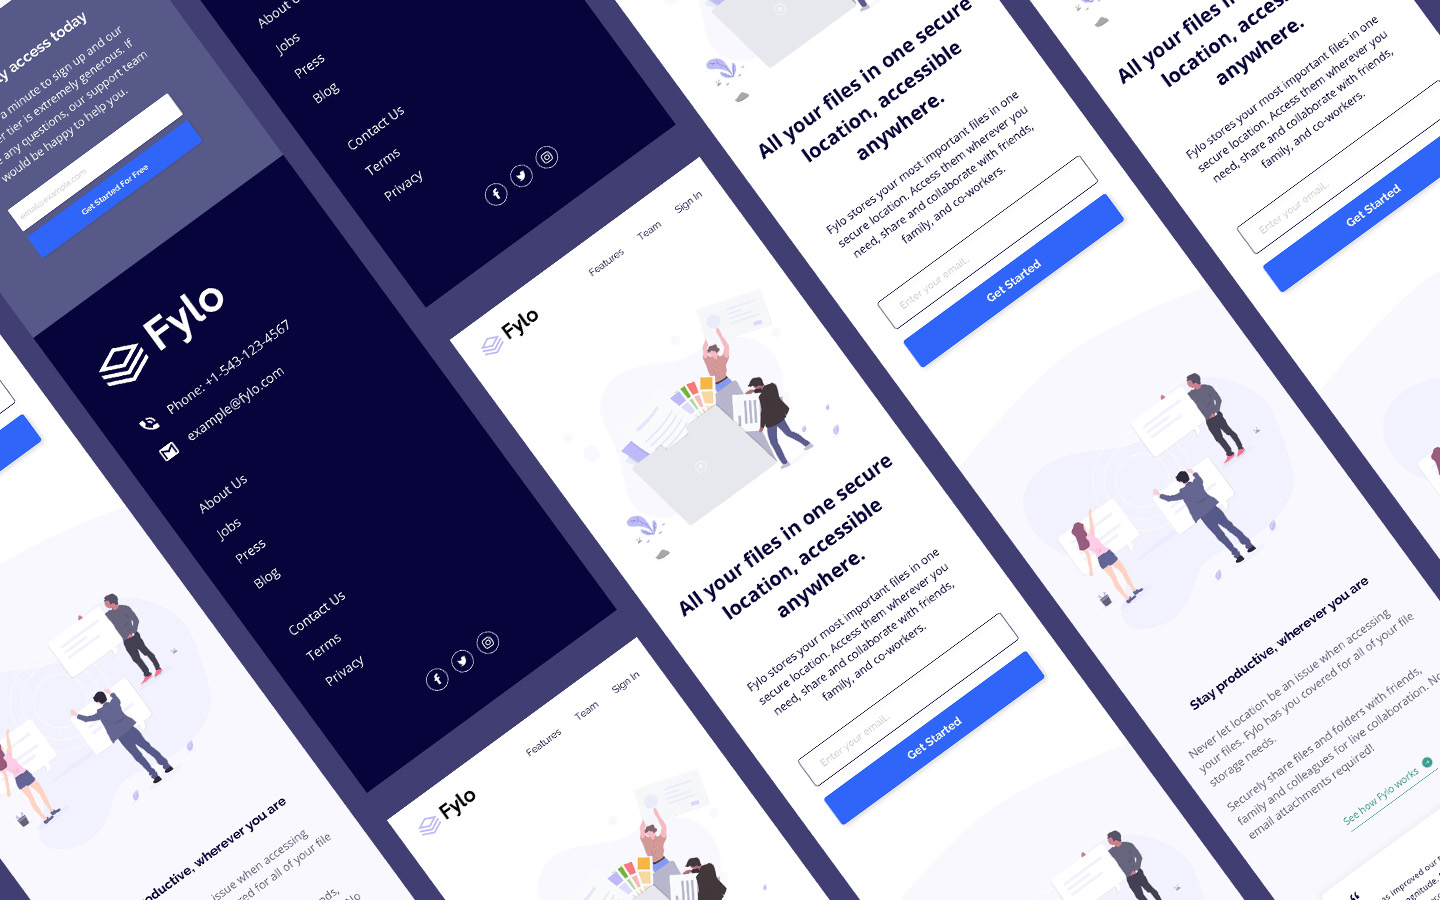 y access today
a minute to sign up and our
er tier is extremely generous. If
any questions, our support team
would be happy to help you.
email@example.com
Get Started For Free
Fylo
Phone: +1-543-123-4567
example@fylo.com
About Us
Jobs
Press
Blog
Contact Us
Terms
Privacy
productive, wherever you are
issue when accessing
ed for all of your file
nds,
No
About U
Jobs
Press
Blog
Contact Us
Terms
Privacy
Fylo
Features
Team
Sign In
All your files in one secure
location, accessible
anywhere.
Fylo stores your most important files in one
secure location. Access them wherever you
need, share and collaborate with friends,
family, and co-workers.
Enter your email..
Get Started
Fylo
Features
Team
Sign In
All your files in one secure
location, accessible
anywhere.
Fylo stores your most important files in one
secure location. Access them wherever you
need, share and collaborate with friends,
family, and co-workers.
Enter your email..
Get Started
Stay productive, wherever you are
Never let location be an issue when accessing
your files. Fylo has you covered for all of your file
storage needs.
Securely share files and folders with friends,
family and colleagues for live collaboration. No
email attachments required!
See how Fylo works
as improved our
All your files in
location, access
anywhere.
Fylo stores your most important files in one
secure location. Access them wherever you
need, share and collaborate with friends,
family, and co-workers.
Enter your email..
Get Started